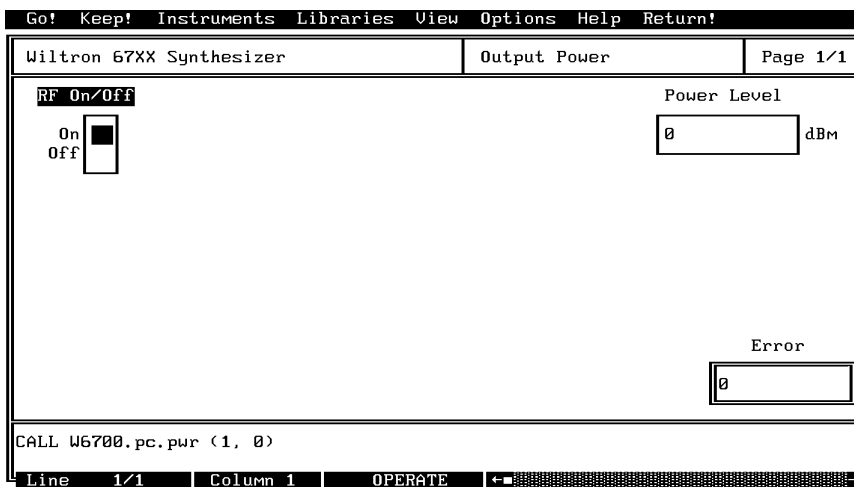 Go! Keep! Instruments Libraries View Options Help Return!
Wiltron 67XX Synthesizer Output Power Page 1/1
RF On/Off Power Level
On 0 dBm
Off
Error
0
CALL W6700.pc.pwr (1, 0)
Line 1/1 Column 1 OPERATE